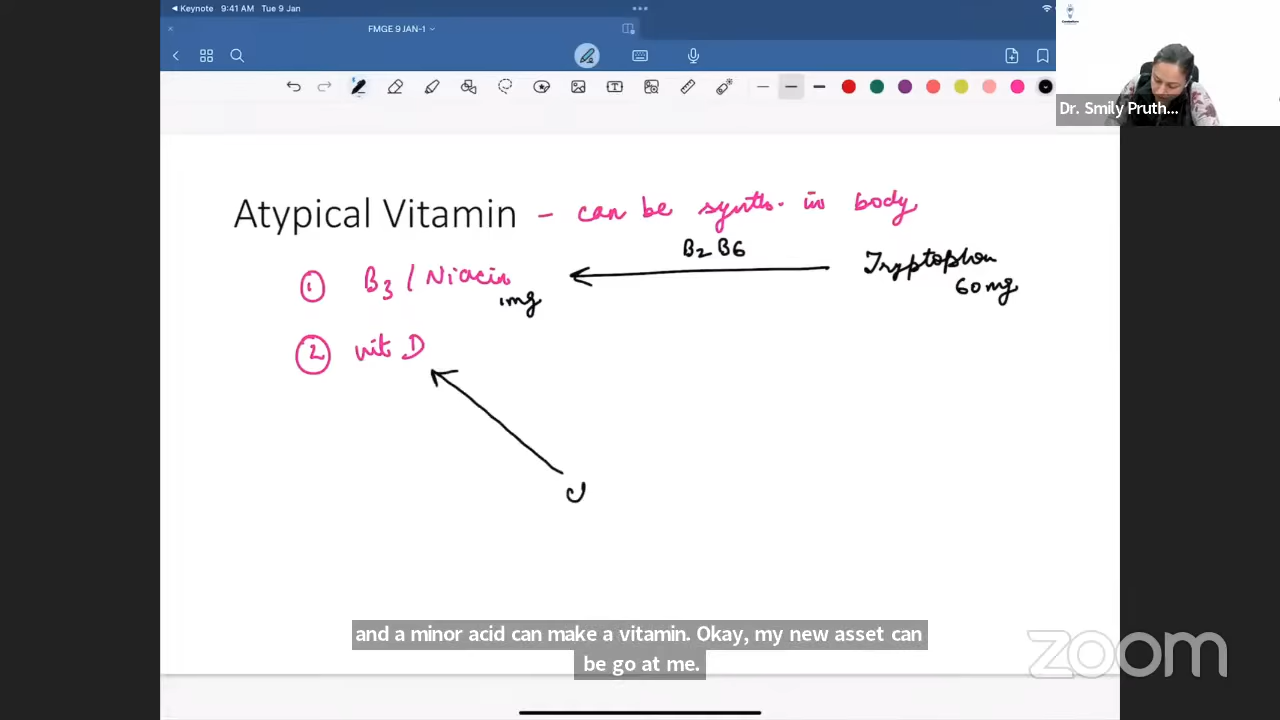 Keynote 9:41 AM Tue 9 Jan
FMGE 9 JAN-1
Dr. Smily Pruth...
Atypical Vitamin - can be synth. in body
B2 B6
① B3 / Niacin
Tryptophan
1mg
60 mg
② vit D
and a minor acid can make a vitamin. Okay, my new asset can
be go at me.
zoom